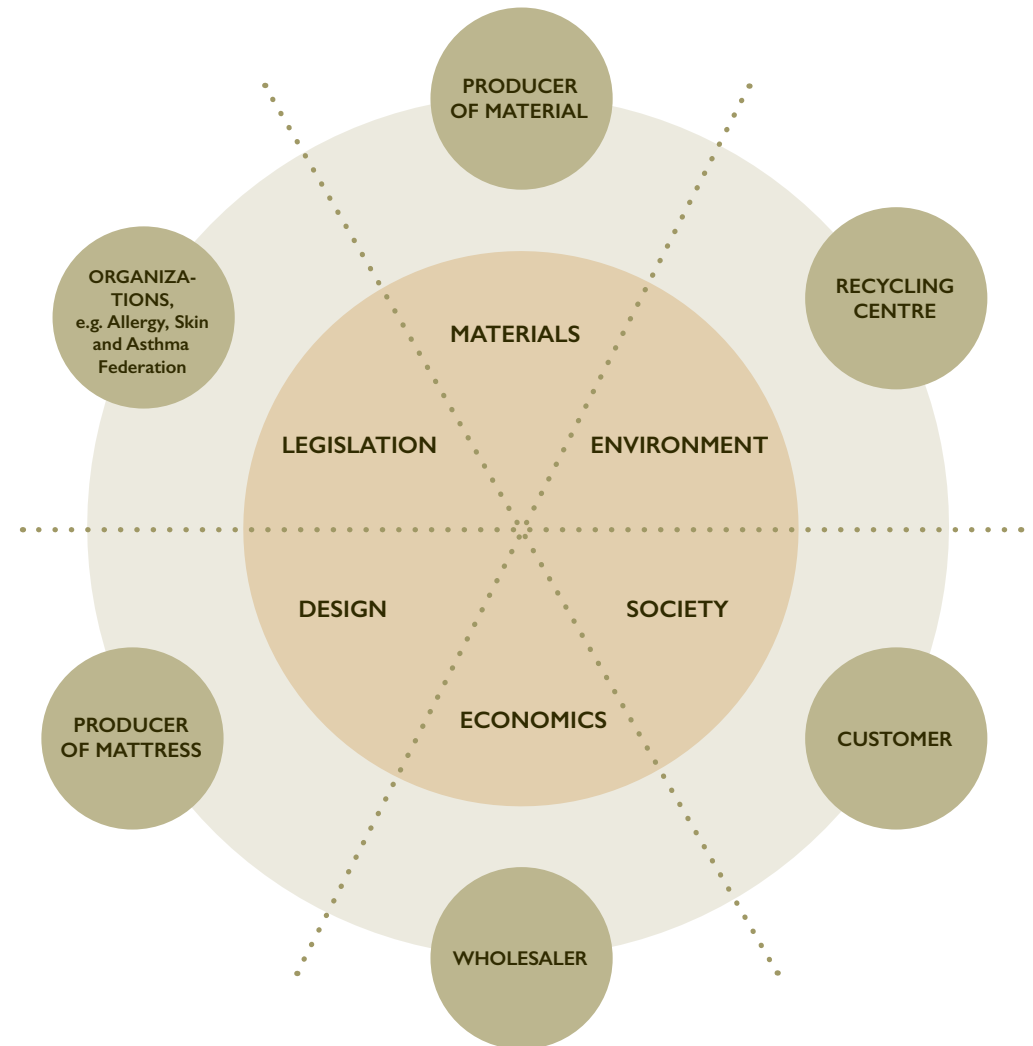 PRODUCER
OF MATERIAL
ORGANIZA-
TIONS,
e.g. Allergy, Skin
and Asthma
Federation
RECYCLING
CENTRE
MATERIALS
LEGISLATION
ENVIRONMENT
DESIGN
SOCIETY
ECONOMICS
PRODUCER
OF MATTRESS
CUSTOMER
WHOLESALER